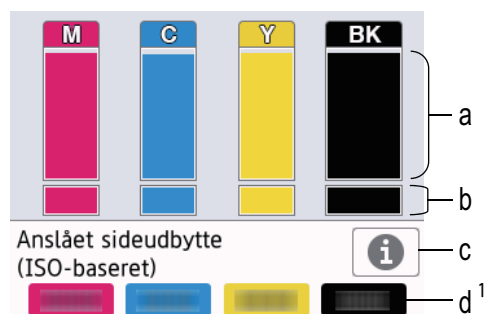 M C Y BK
a
b
Anslået sideudbytte
(ISO-baseret)
c
d1